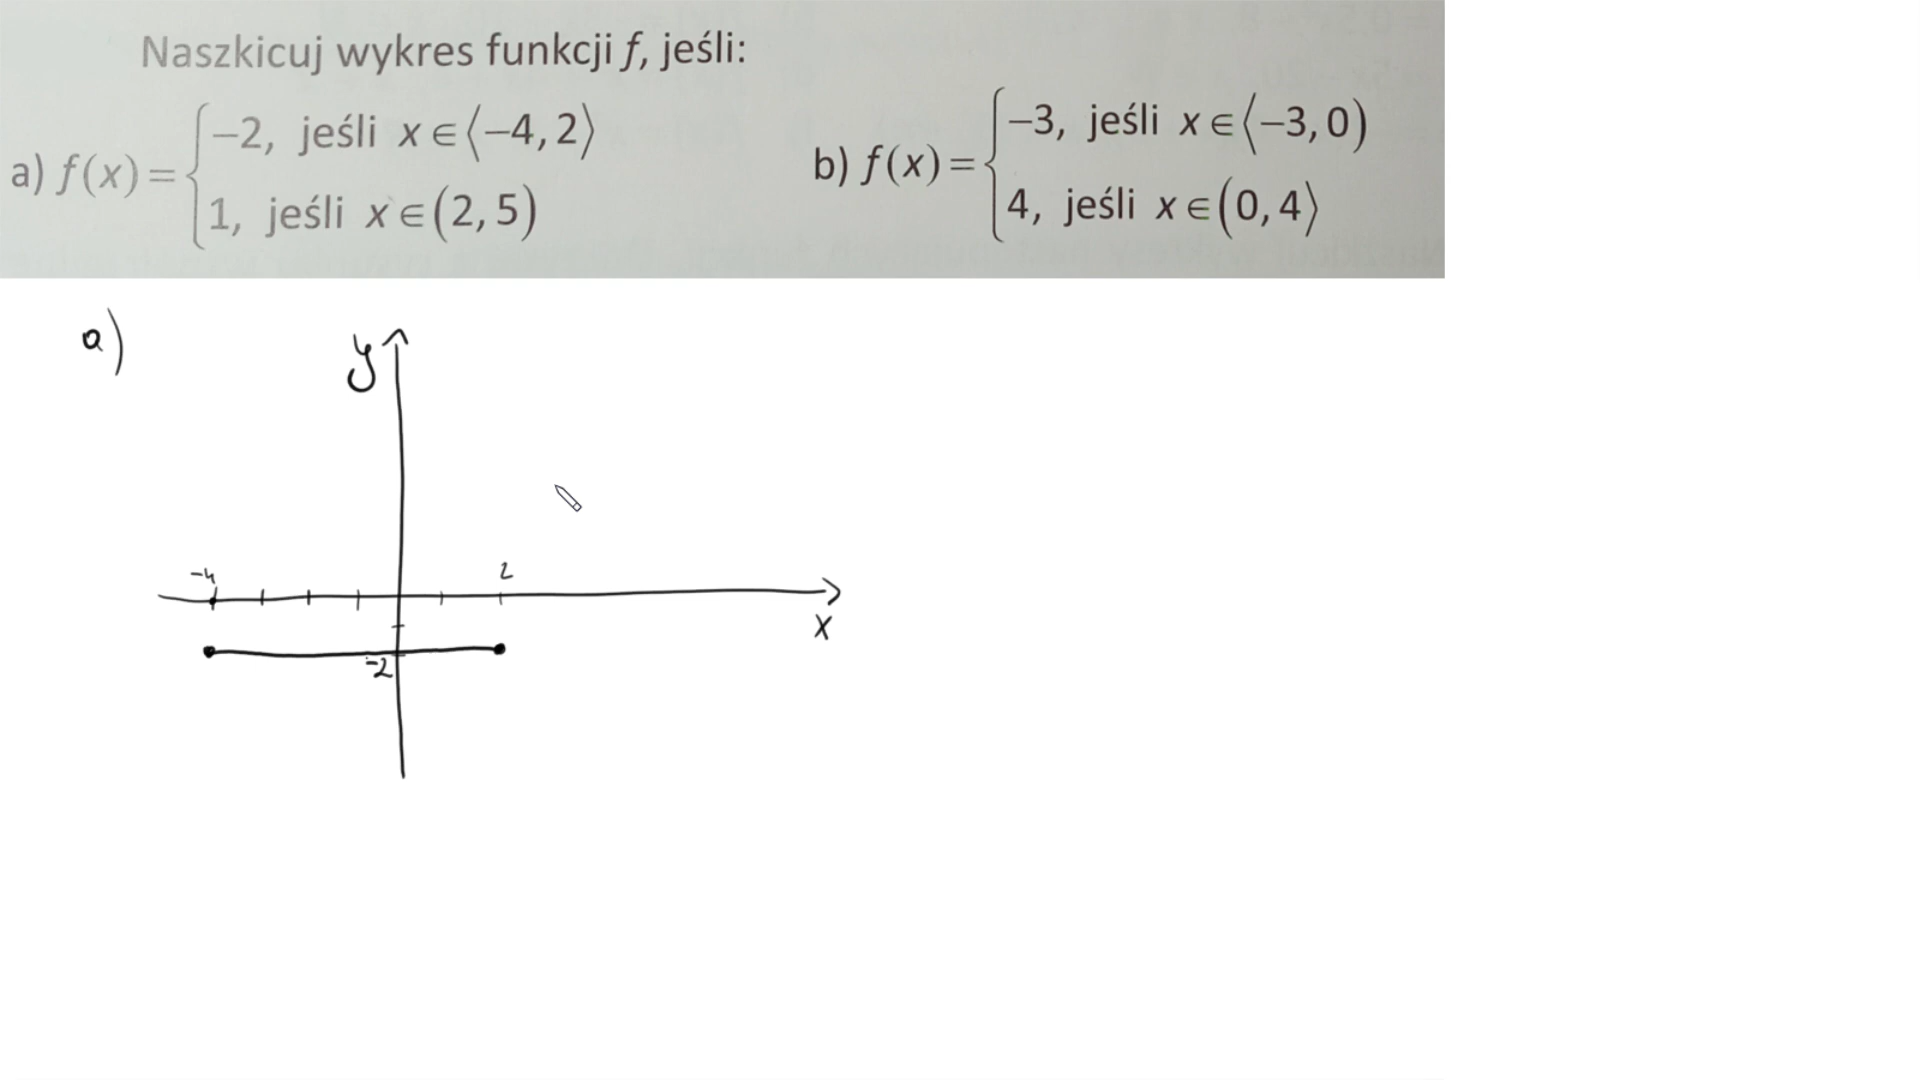 Naszkicuj wykres funkcji f, jeśli:
a) f(x) = { −2, jeśli x ∈ ⟨−4, 2⟩
1, jeśli x ∈ (2, 5)
b) f(x) = { −3, jeśli x ∈ ⟨−3, 0)
4, jeśli x ∈ (0, 4⟩
a)
y
-4
2
x
-2